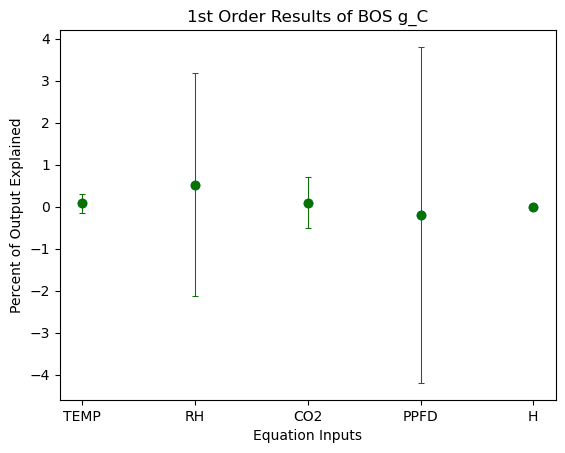 1st Order Results of BOS g_C
Percent of Output Explained
4
3
2
1
0
−1
−2
−3
−4
TEMP RH CO2 PPFD H
Equation Inputs